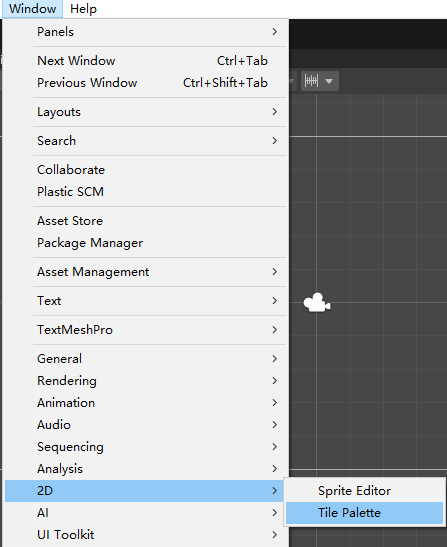 Window Help
Panels
Next Window Ctrl+Tab
Previous Window Ctrl+Shift+Tab
Layouts
Search
Collaborate
Plastic SCM
Asset Store
Package Manager
Asset Management
Text
TextMeshPro
General
Rendering
Animation
Audio
Sequencing
Analysis
2D
Sprite Editor
AI
Tile Palette
UI Toolkit